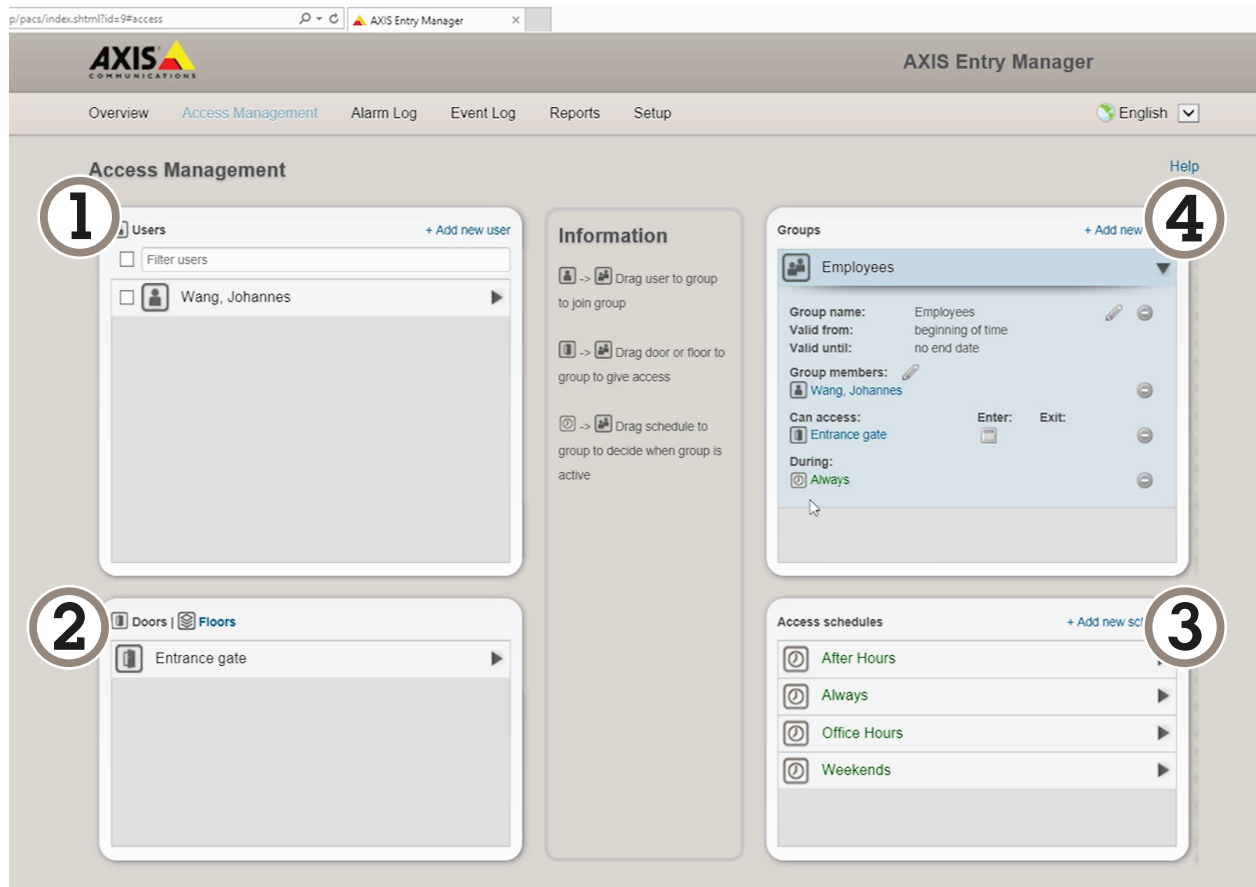 p/pacs/index.shtml?id=9#access
AXIS Entry Manager
AXIS
COMMUNICATIONS
AXIS Entry Manager
Overview Access Management Alarm Log Event Log Reports Setup
English
Access Management
Help
1
Users + Add new user
Filter users
Wang, Johannes
Information
-> Drag user to group
to join group
-> Drag door or floor to
group to give access
-> Drag schedule to
group to decide when group is
active
4
Groups + Add new
Employees
Group name: Employees
Valid from: beginning of time
Valid until: no end date
Group members:
Wang, Johannes
Can access: Enter: Exit:
Entrance gate
During:
Always
2
Doors | Floors
Entrance gate
3
Access schedules + Add new
After Hours
Always
Office Hours
Weekends